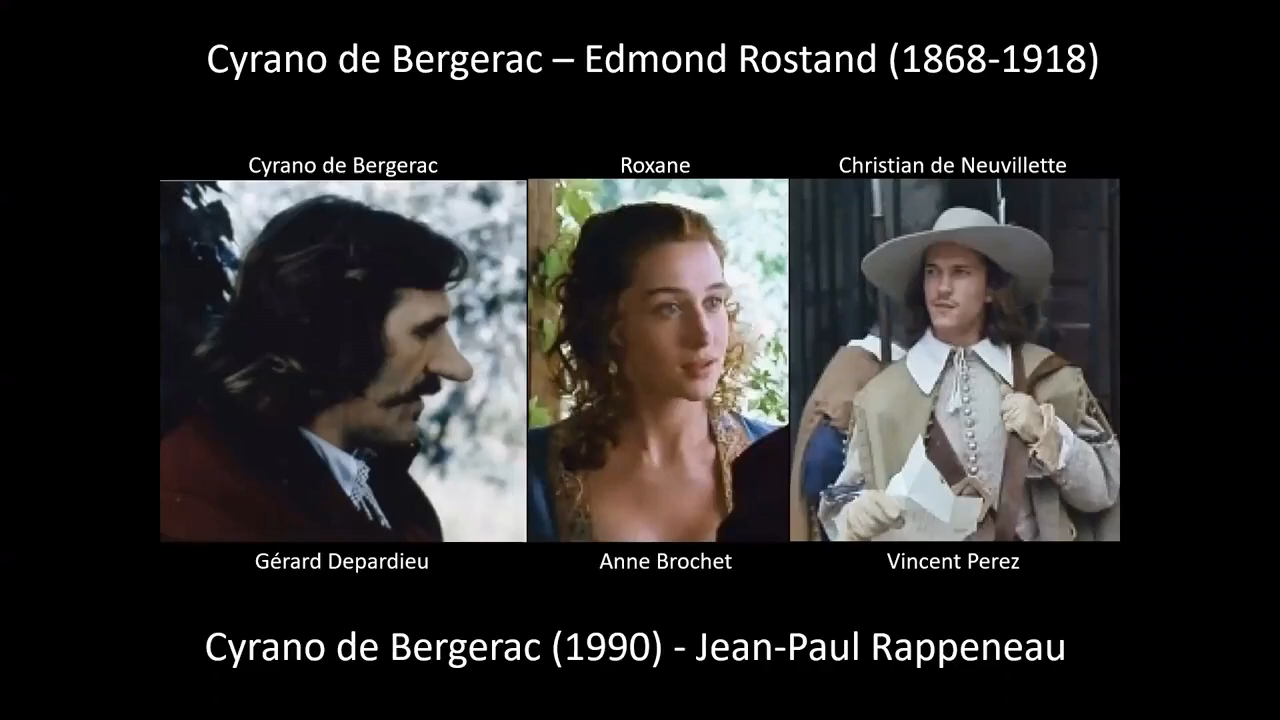 Cyrano de Bergerac – Edmond Rostand (1868-1918)
Cyrano de Bergerac
Roxane
Christian de Neuvillette
Gérard Depardieu
Anne Brochet
Vincent Perez
Cyrano de Bergerac (1990) - Jean-Paul Rappeneau